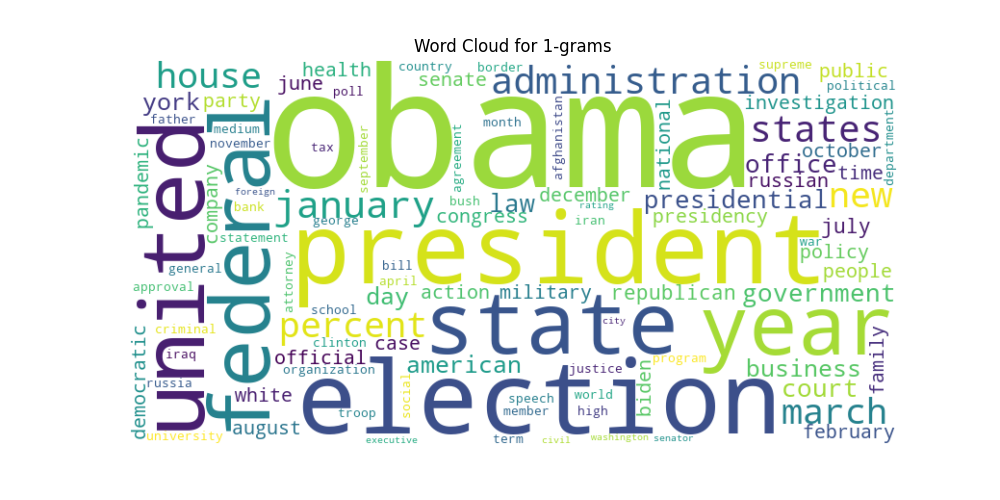 Word Cloud for 1-grams
country
border
supreme
house
health
senate
administration
public
june
poll
political
york
party
obama
investigation
father
medium
month
afghanistan
national
states
department
november
tax
september
agreement
october
pandemic
united
federal
office
time
russian
foreign
bush
law
december
rating
presidential
new
company
bank
january
congress
iran
presidency
july
george
statement
president
war
policy
general
attorney
bill
people
approval
april
day
action
military
republican
government
school
percent
state
city
year
criminal
democratic
clinton
case
iraq
official
american
program
business
family
organization
justice
russia
white
social
election
speech
world
biden
court
member
high
march
troop
august
february
university
executive
term
civil
washington
senator